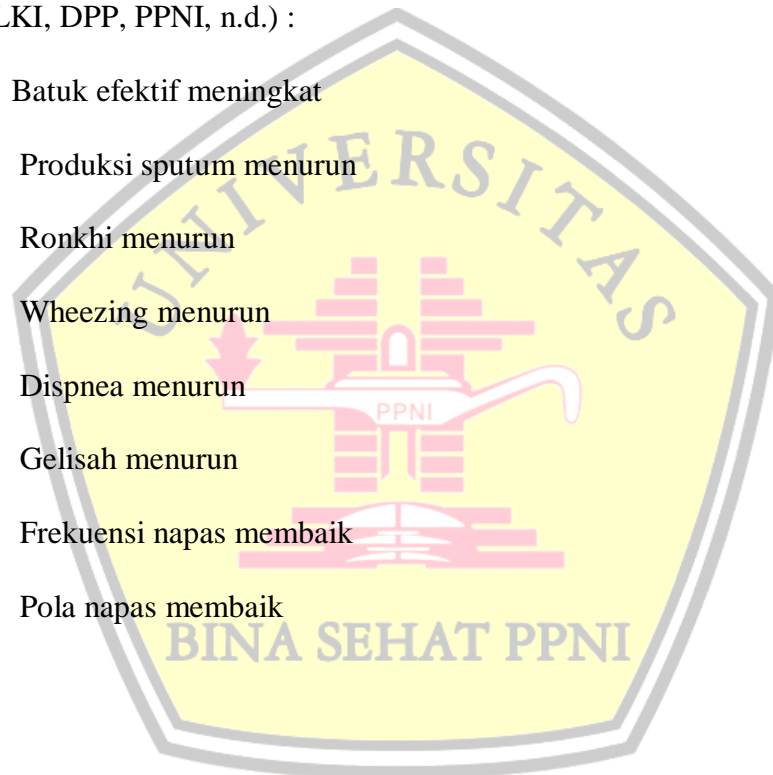 LKI, DPP, PPNI, n.d.) :
Batuk efektif meningkat
Produksi sputum menurun
Ronkhi menurun
Wheezing menurun
Dispnea menurun
Gelisah menurun
Frekuensi napas membaik
Pola napas membaik
UNIVERSITAS
PPNI
BINA SEHAT PPNI